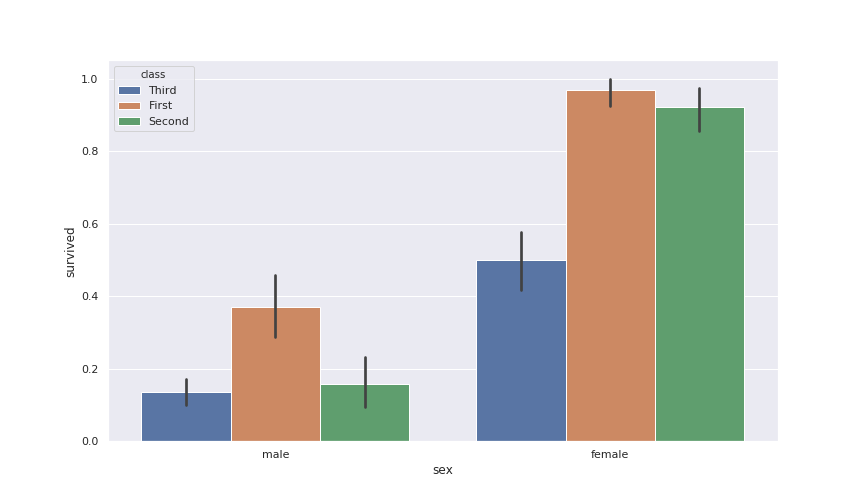 class
Third
First
Second
1.0
0.8
0.6
0.4
0.2
0.0
survived
male
female
sex